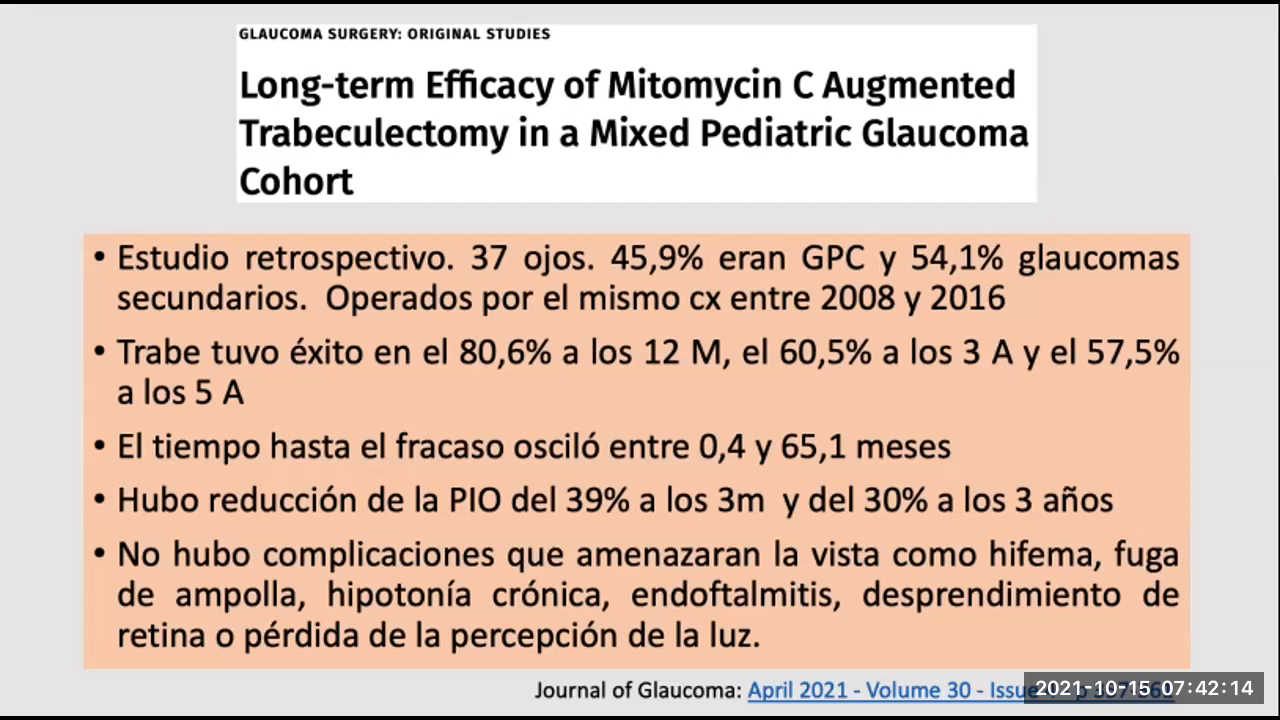 GLAUCOMA SURGERY: ORIGINAL STUDIES
Long-term Efficacy of Mitomycin C Augmented
Trabeculectomy in a Mixed Pediatric Glaucoma
Cohort
• Estudio retrospectivo. 37 ojos. 45,9% eran GPC y 54,1% glaucomas
secundarios. Operados por el mismo cx entre 2008 y 2016
• Trabe tuvo éxito en el 80,6% a los 12 M, el 60,5% a los 3 A y el 57,5%
a los 5 A
• El tiempo hasta el fracaso osciló entre 0,4 y 65,1 meses
• Hubo reducción de la PIO del 39% a los 3m y del 30% a los 3 años
• No hubo complicaciones que amenazaran la vista como hifema, fuga
de ampolla, hipotonía crónica, endoftalmitis, desprendimiento de
retina o pérdida de la percepción de la luz.
Journal of Glaucoma: April 2021 - Volume 30 -
2021-10-15 07:42:14